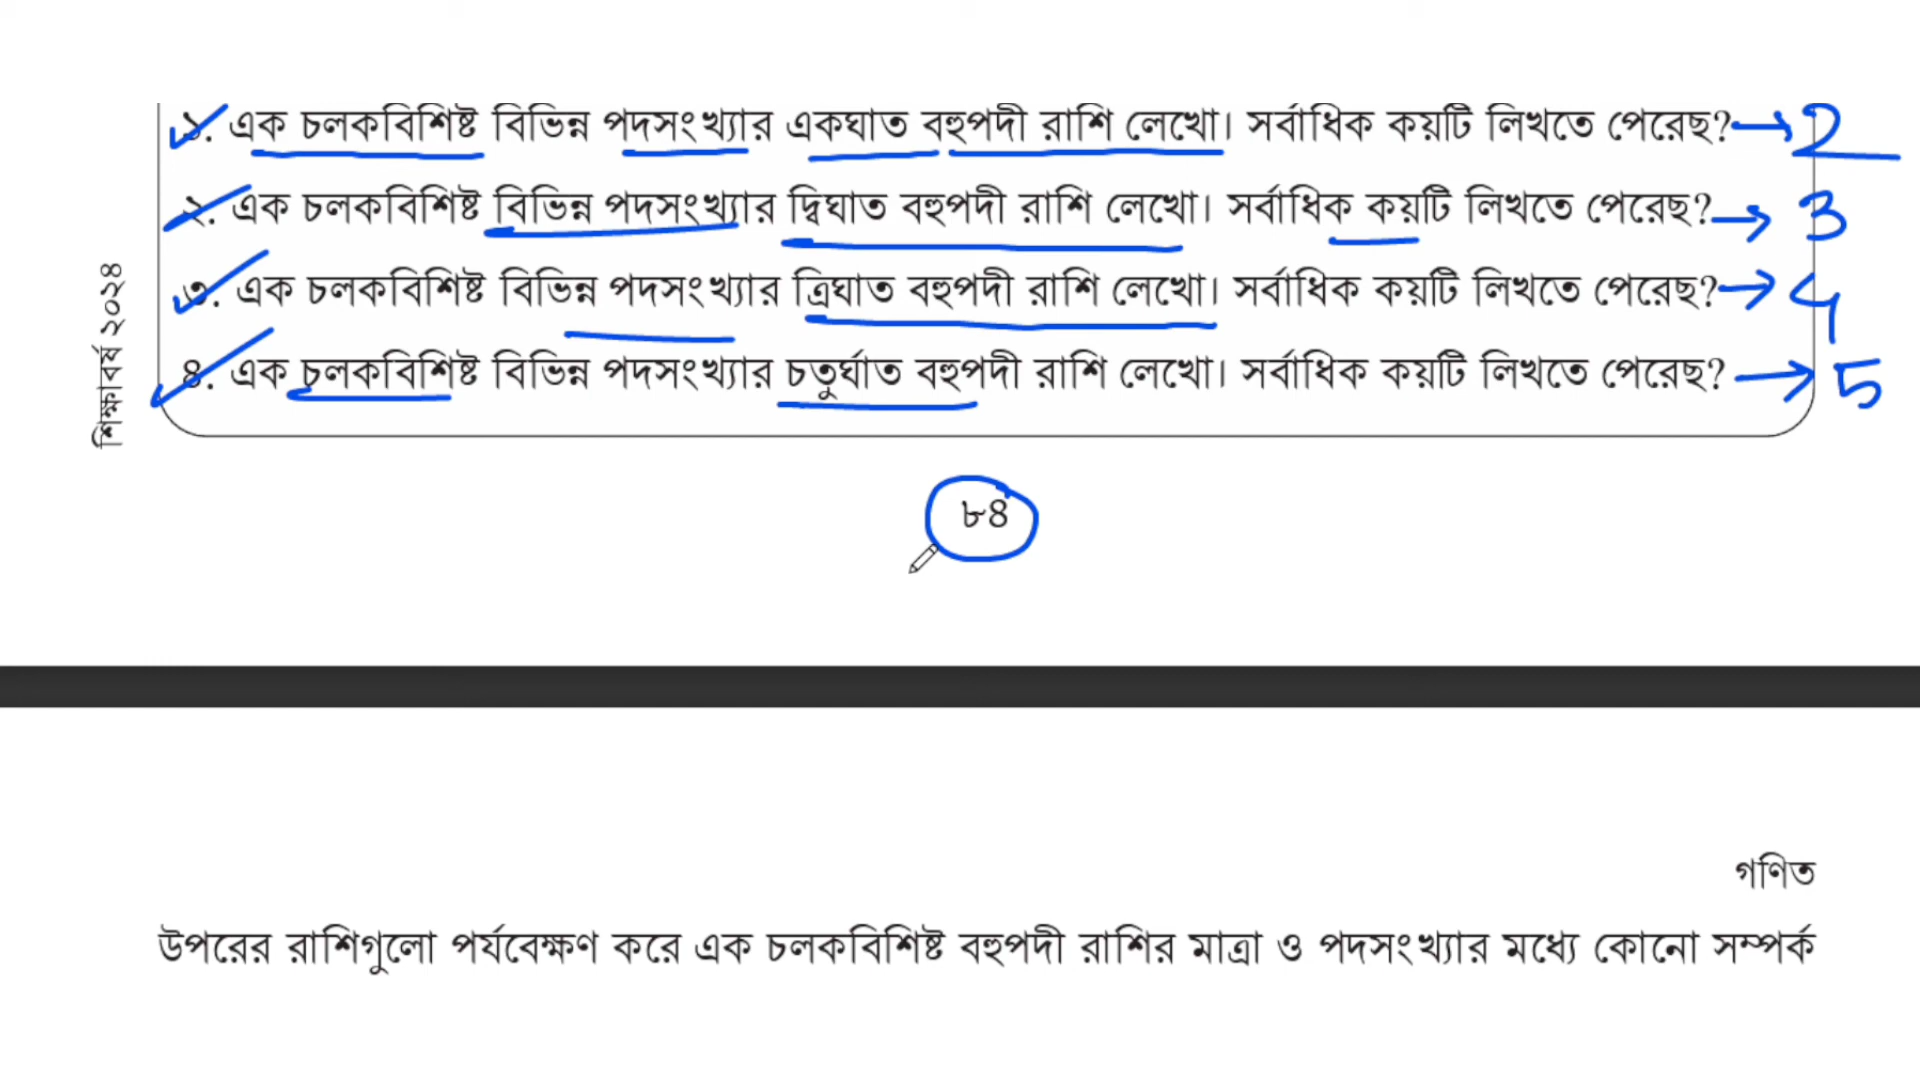 ১. এক চলকবিশিষ্ট বিভিন্ন পদসংখ্যার একঘাত বহুপদী রাশি লেখো। সর্বাধিক কয়টি লিখতে পেরেছ? → 2
২. এক চলকবিশিষ্ট বিভিন্ন পদসংখ্যার দ্বিঘাত বহুপদী রাশি লেখো। সর্বাধিক কয়টি লিখতে পেরেছ? → 3
৩. এক চলকবিশিষ্ট বিভিন্ন পদসংখ্যার ত্রিঘাত বহুপদী রাশি লেখো। সর্বাধিক কয়টি লিখতে পেরেছ? → 4
৪. এক চলকবিশিষ্ট বিভিন্ন পদসংখ্যার চতুর্ঘাত বহুপদী রাশি লেখো। সর্বাধিক কয়টি লিখতে পেরেছ? → 5
শিক্ষাবর্ষ ২০২৪
৮৪
গণিত
উপরের রাশিগুলো পর্যবেক্ষণ করে এক চলকবিশিষ্ট বহুপদী রাশির মাত্রা ও পদসংখ্যার মধ্যে কোনো সম্পর্ক